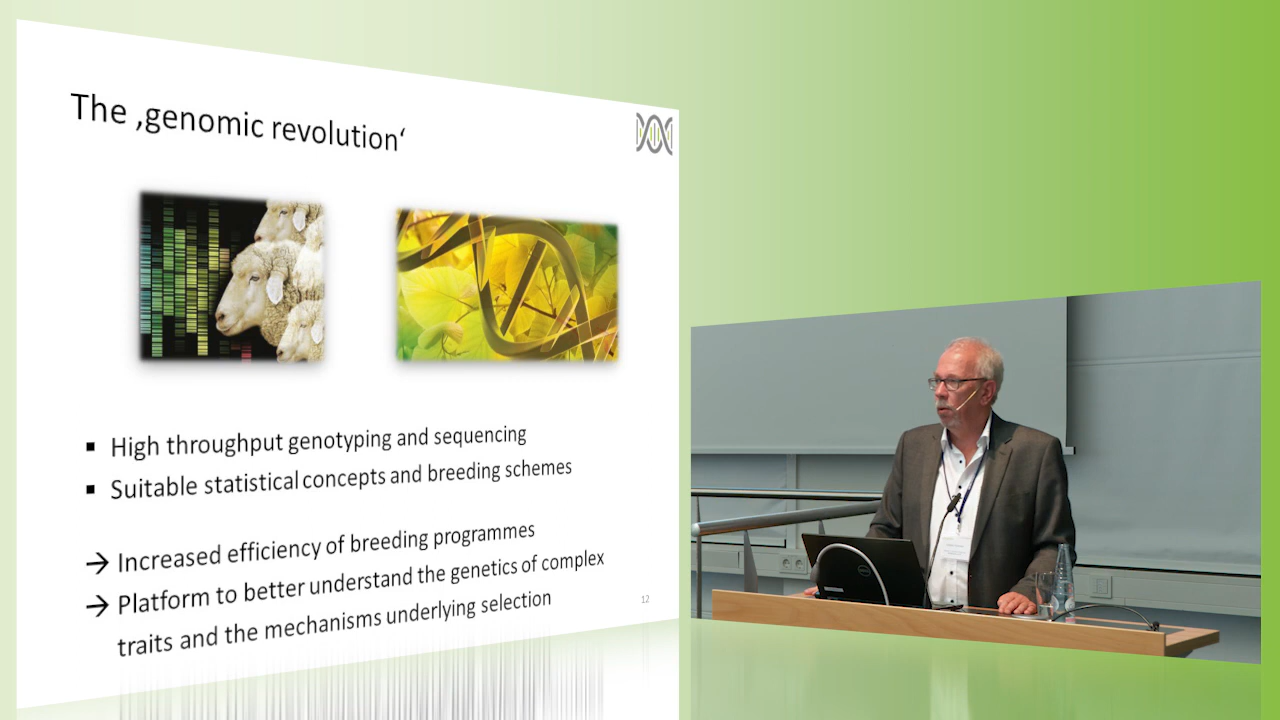 The ‚genomic revolution‘
▪ High throughput genotyping and sequencing
▪ Suitable statistical concepts and breeding schemes
→ Increased efficiency of breeding programmes
→ Platform to better understand the genetics of complex
traits and the mechanisms underlying selection
12
DELL